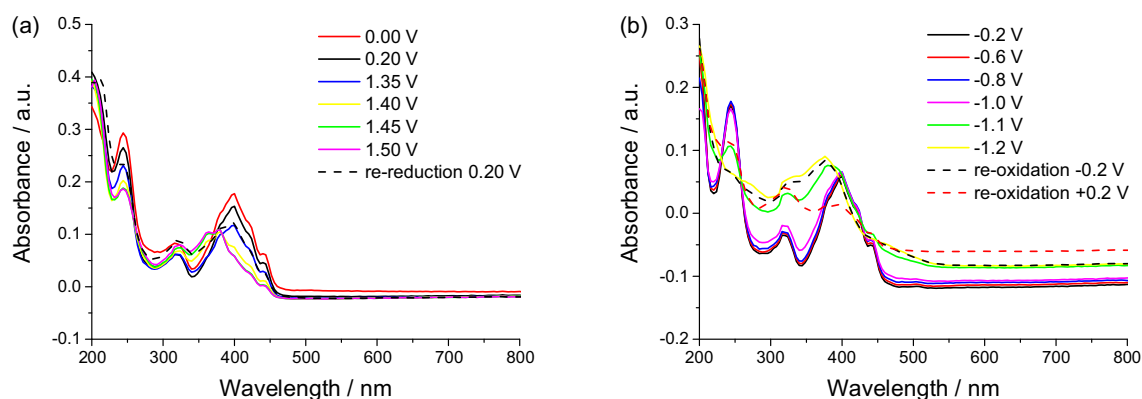 (a)
Absorbance / a.u.
0.5
0.4
0.3
0.2
0.1
0.0
-0.1
0.00 V
0.20 V
1.35 V
1.40 V
1.45 V
1.50 V
re-reduction 0.20 V
200 300 400 500 600 700 800
Wavelength / nm
(b)
Absorbance / a.u.
0.3
0.2
0.1
0.0
-0.1
-0.2
-0.2 V
-0.6 V
-0.8 V
-1.0 V
-1.1 V
-1.2 V
re-oxidation -0.2 V
re-oxidation +0.2 V
200 300 400 500 600 700 800
Wavelength / nm